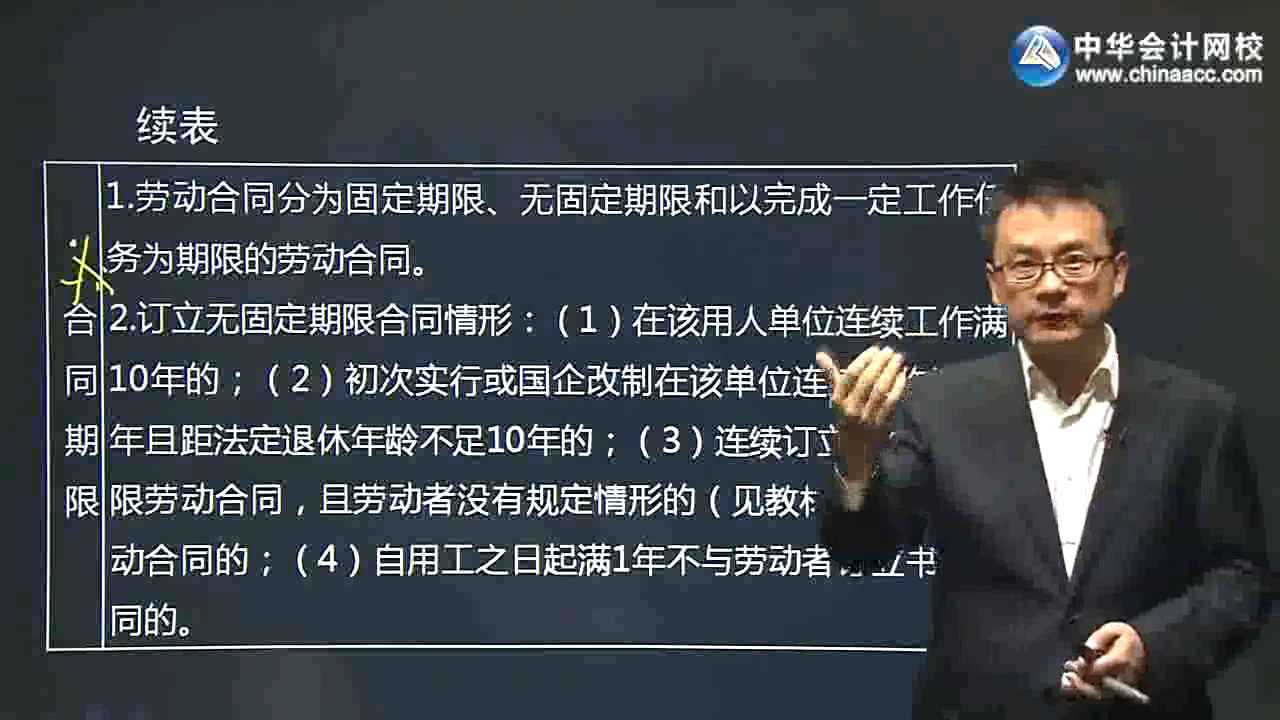 中华会计网校
www.chinaacc.com
续表
合同期限
1.劳动合同分为固定期限、无固定期限和以完成一定工作任
务为期限的劳动合同。
2.订立无固定期限合同情形：（1）在该用人单位连续工作满
10年的；（2）初次实行或国企改制在该单位连
年且距法定退休年龄不足10年的；（3）连续订立
限劳动合同，且劳动者没有规定情形的（见教材
动合同的；（4）自用工之日起满1年不与劳动者订立书
同的。